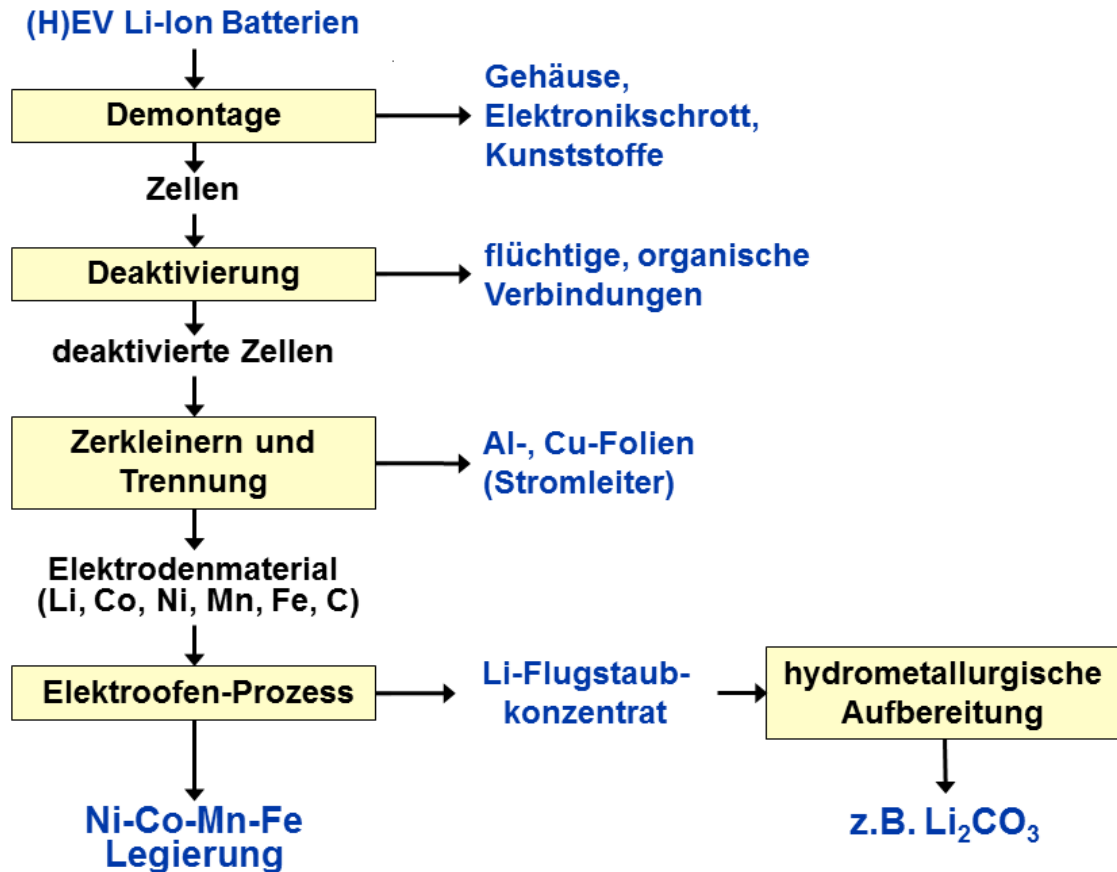 (H)EV Li-Ion Batterien
Demontage
Gehäuse,
Elektronikschrott,
Kunststoffe
Zellen
Deaktivierung
flüchtige, organische
Verbindungen
deaktivierte Zellen
Zerkleinern und
Trennung
Al-, Cu-Folien
(Stromleiter)
Elektrodenmaterial
(Li, Co, Ni, Mn, Fe, C)
Elektroofen-Prozess
Li-Flugstaub-
konzentrat
hydrometallurgische
Aufbereitung
Ni-Co-Mn-Fe
Legierung
z.B. Li₂CO₃